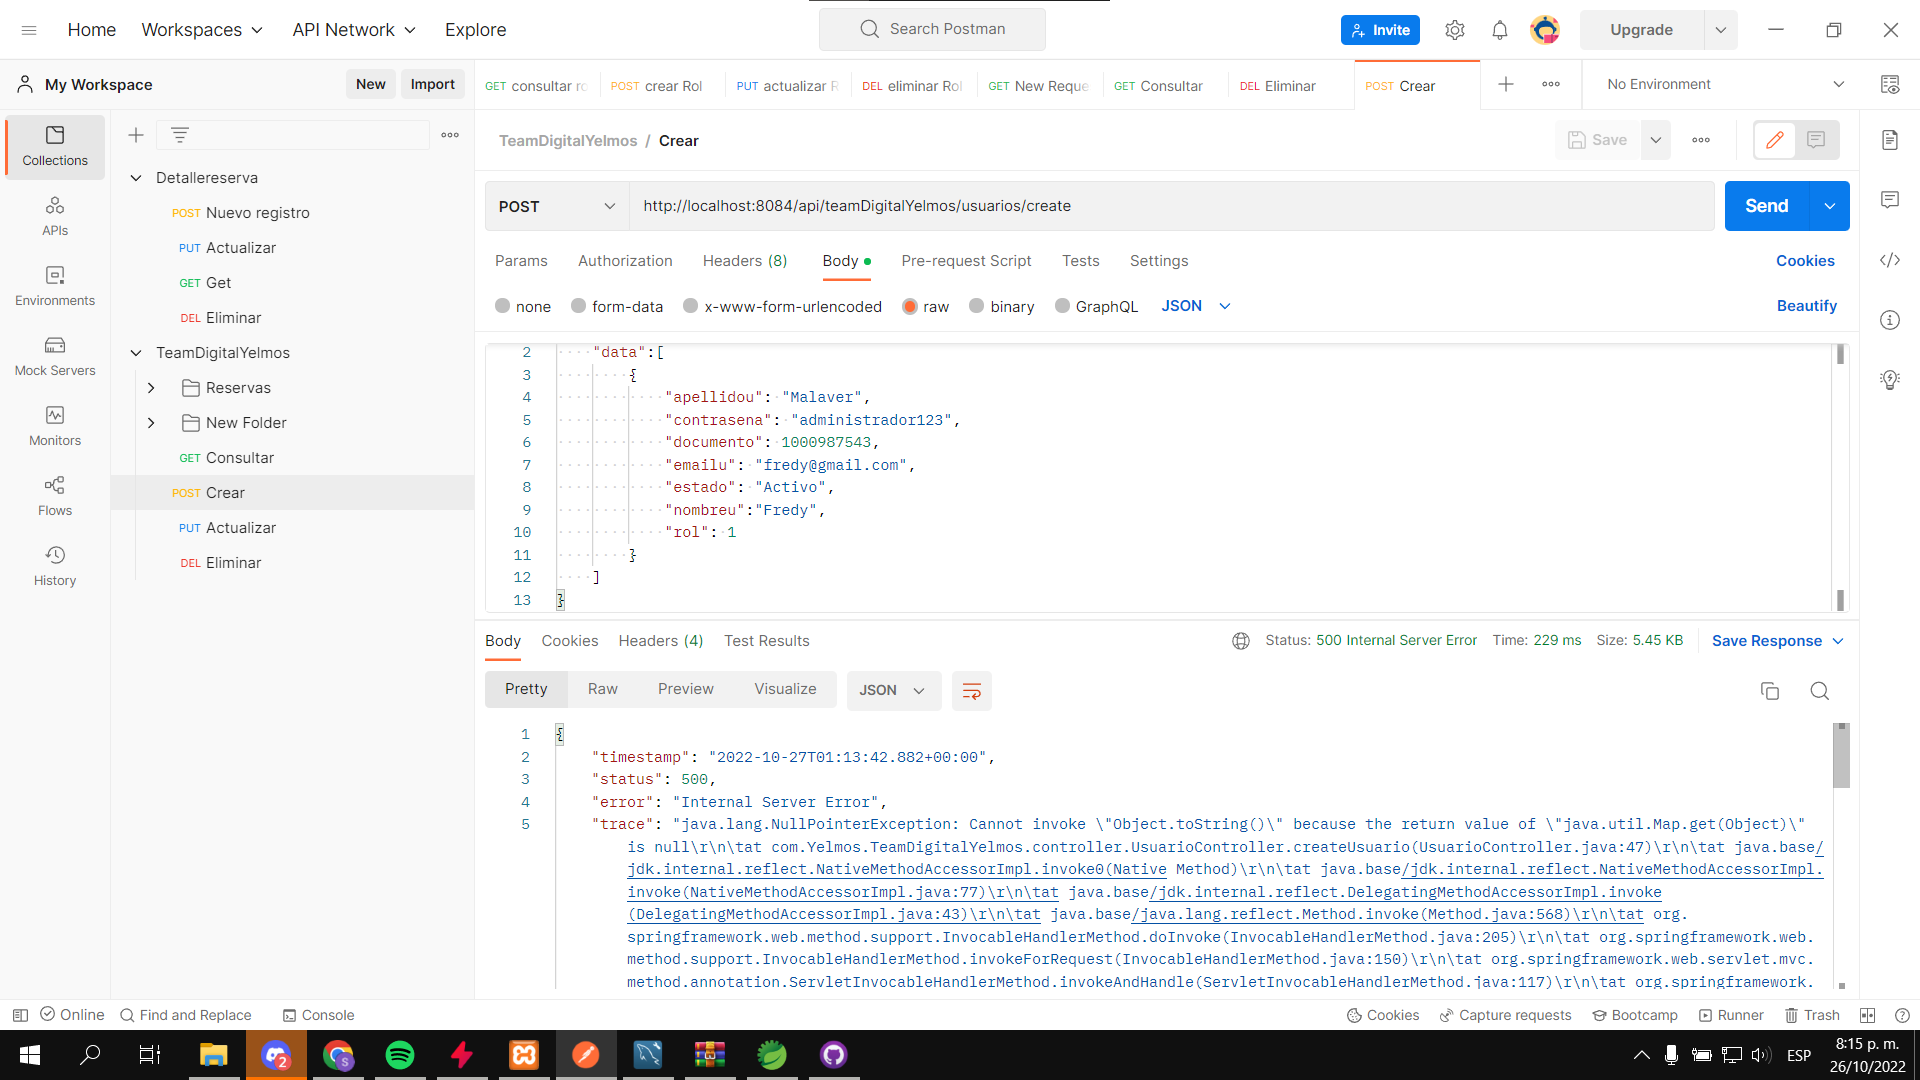 Home
Workspaces
API Network
Explore
Search Postman
Invite
Upgrade
My Workspace
New
Import
GET consultar ro
POST crear Rol
PUT actualizar R
DEL eliminar Rol
GET New Reque
GET Consultar
DEL Eliminar
POST Crear
No Environment
Collections
APIs
Environments
Mock Servers
Monitors
Flows
History
Detallereserva
POST Nuevo registro
PUT Actualizar
GET Get
DEL Eliminar
TeamDigitalYelmos
Reservas
New Folder
GET Consultar
POST Crear
PUT Actualizar
DEL Eliminar
TeamDigitalYelmos / Crear
Save
POST
http://localhost:8084/api/teamDigitalYelmos/usuarios/create
Send
Params
Authorization
Headers (8)
Body
Pre-request Script
Tests
Settings
Cookies
none
form-data
x-www-form-urlencoded
raw
binary
GraphQL
JSON
Beautify
2 "data":[
3 {
4 "apellidou": "Malaver",
5 "contrasena": "administrador123",
6 "documento": 1000987543,
7 "emailu": "fredy@gmail.com",
8 "estado": "Activo",
9 "nombreu":"Fredy",
10 "rol": 1
11 }
12 ]
13 }
Body
Cookies
Headers (4)
Test Results
Status: 500 Internal Server Error
Time: 229 ms
Size: 5.45 KB
Save Response
Pretty
Raw
Preview
Visualize
JSON
1 {
2 "timestamp": "2022-10-27T01:13:42.882+00:00",
3 "status": 500,
4 "error": "Internal Server Error",
5 "trace": "java.lang.NullPointerException: Cannot invoke \"Object.toString()\" because the return value of \"java.util.Map.get(Object)\"
is null\r\n\tat com.Yelmos.TeamDigitalYelmos.controller.UsuarioController.createUsuario(UsuarioController.java:47)\r\n\tat java.base/
jdk.internal.reflect.NativeMethodAccessorImpl.invoke0(Native Method)\r\n\tat java.base/jdk.internal.reflect.NativeMethodAccessorImpl.
invoke(NativeMethodAccessorImpl.java:77)\r\n\tat java.base/jdk.internal.reflect.DelegatingMethodAccessorImpl.invoke
(DelegatingMethodAccessorImpl.java:43)\r\n\tat java.base/java.lang.reflect.Method.invoke(Method.java:568)\r\n\tat org.
springframework.web.method.support.InvocableHandlerMethod.doInvoke(InvocableHandlerMethod.java:205)\r\n\tat org.springframework.web.
method.support.InvocableHandlerMethod.invokeForRequest(InvocableHandlerMethod.java:150)\r\n\tat org.springframework.web.servlet.mvc.
method.annotation.ServletInvocableHandlerMethod.invokeAndHandle(ServletInvocableHandlerMethod.java:117)\r\n\tat org.springframework.
Online
Find and Replace
Console
Cookies
Capture requests
Bootcamp
Runner
Trash
2
S
ESP
8:15 p. m.
26/10/2022